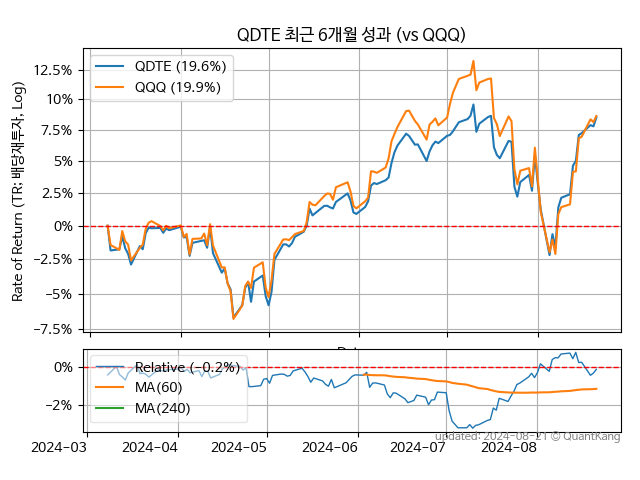 QDTE 최근 6개월 성과 (vs QQQ)
Rate of Return (TR: 배당재투자, Log)
12.5%
10%
7.5%
5%
2.5%
0%
−2.5%
−5%
−7.5%
QDTE (19.6%)
QQQ (19.9%)
0%
−2%
Relative (−0.2%)
MA(60)
MA(240)
2024-03
2024-04
2024-05
2024-06
2024-07
2024-08
updated: 2024-08-21 © QuantKang